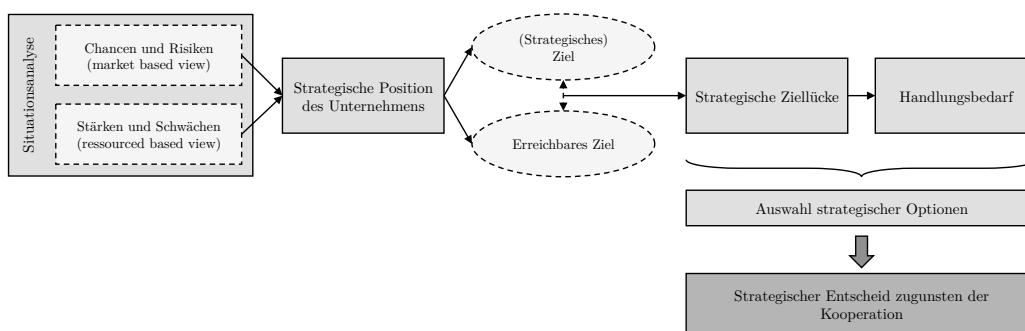 Situationsanalyse
Chancen und Risiken
(market based view)
Stärken und Schwächen
(ressourced based view)
Strategische Position
des Unternehmens
(Strategisches)
Ziel
Erreichbares Ziel
Strategische Ziellücke
Handlungsbedarf
Auswahl strategischer Optionen
Strategischer Entscheid zugunsten der
Kooperation